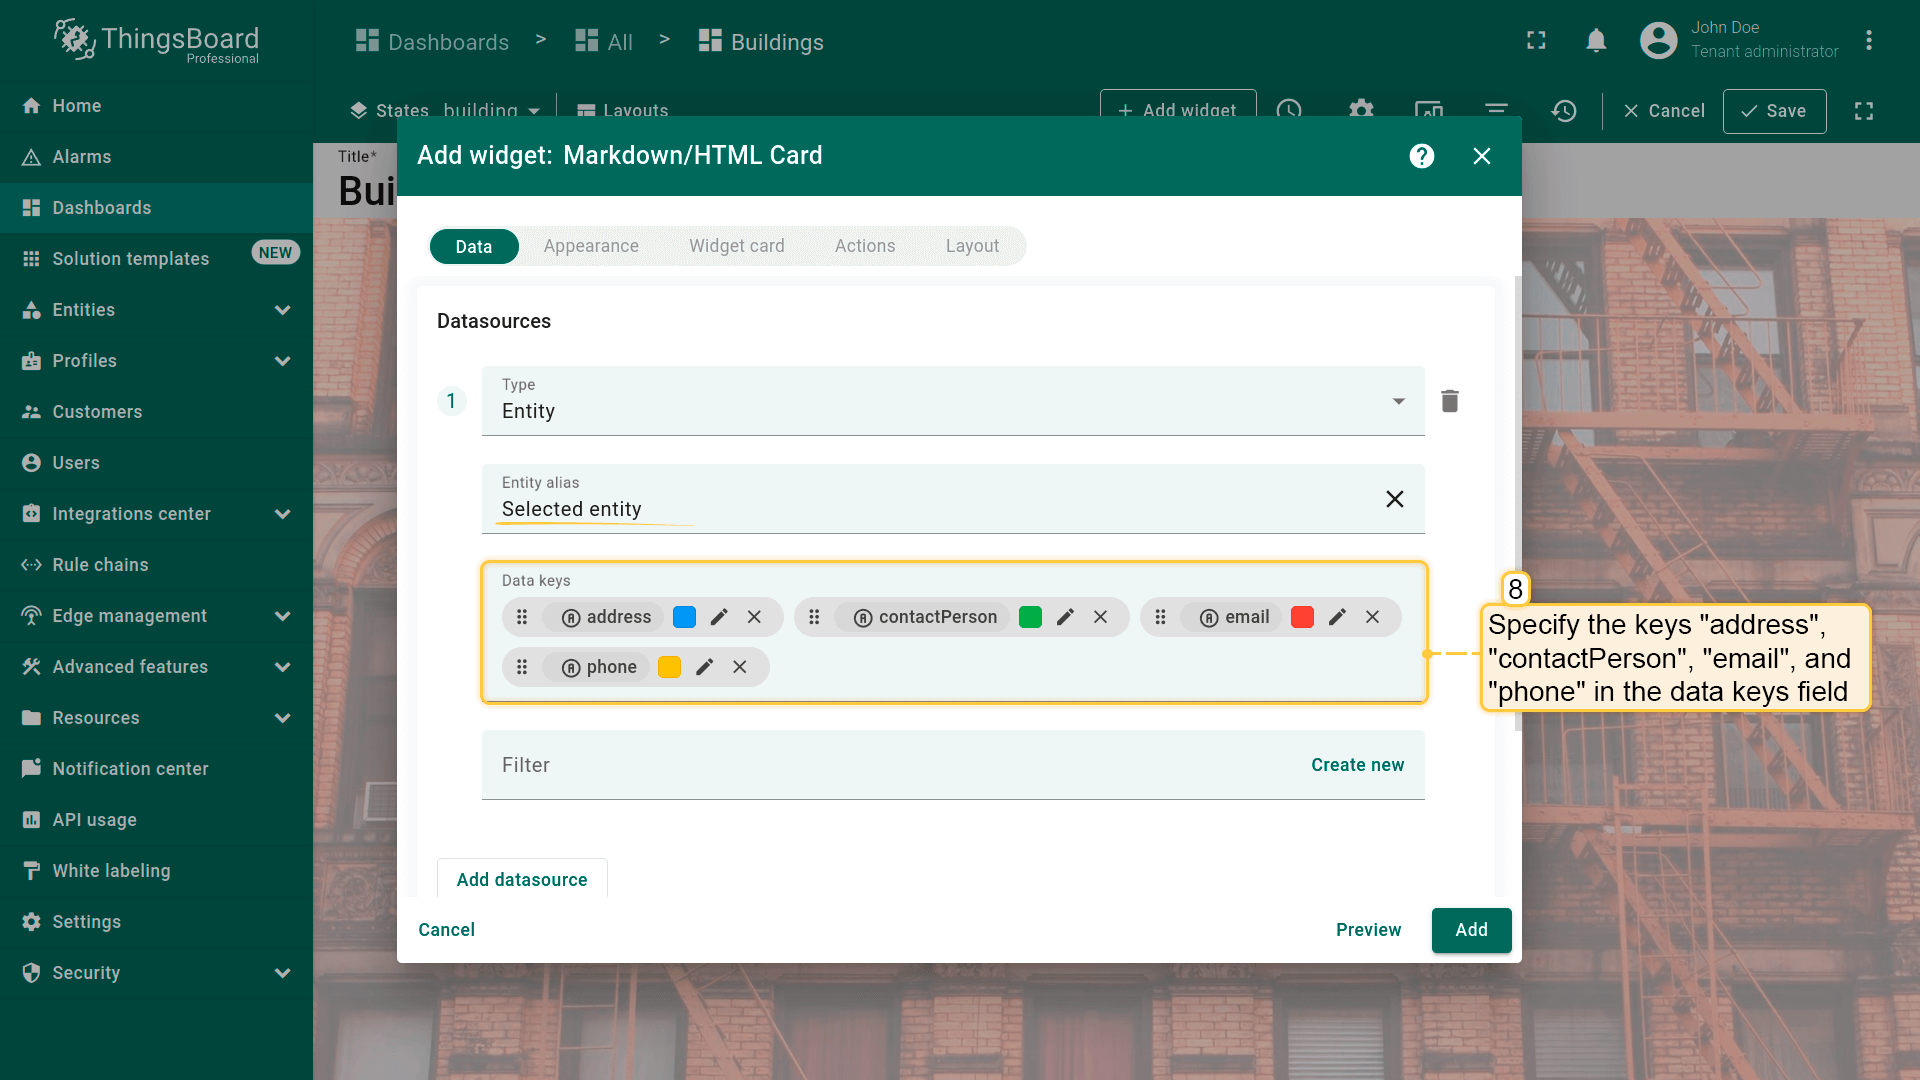 ThingsBoard
Professional
Dashboards > All > Buildings
John Doe
Tenant administrator
Home
Alarms
Dashboards
Solution templates NEW
Entities
Profiles
Customers
Users
Integrations center
Rule chains
Edge management
Advanced features
Resources
Notification center
API usage
White labeling
Settings
Security
States building Layouts + Add widget Cancel Save
Title*
Bui
Add widget: Markdown/HTML Card
Data Appearance Widget card Actions Layout
Datasources
1
Type
Entity
Entity alias
Selected entity
Data keys
address contactPerson email
phone
Filter Create new
Add datasource
Cancel Preview Add
8
Specify the keys "address",
"contactPerson", "email", and
"phone" in the data keys field